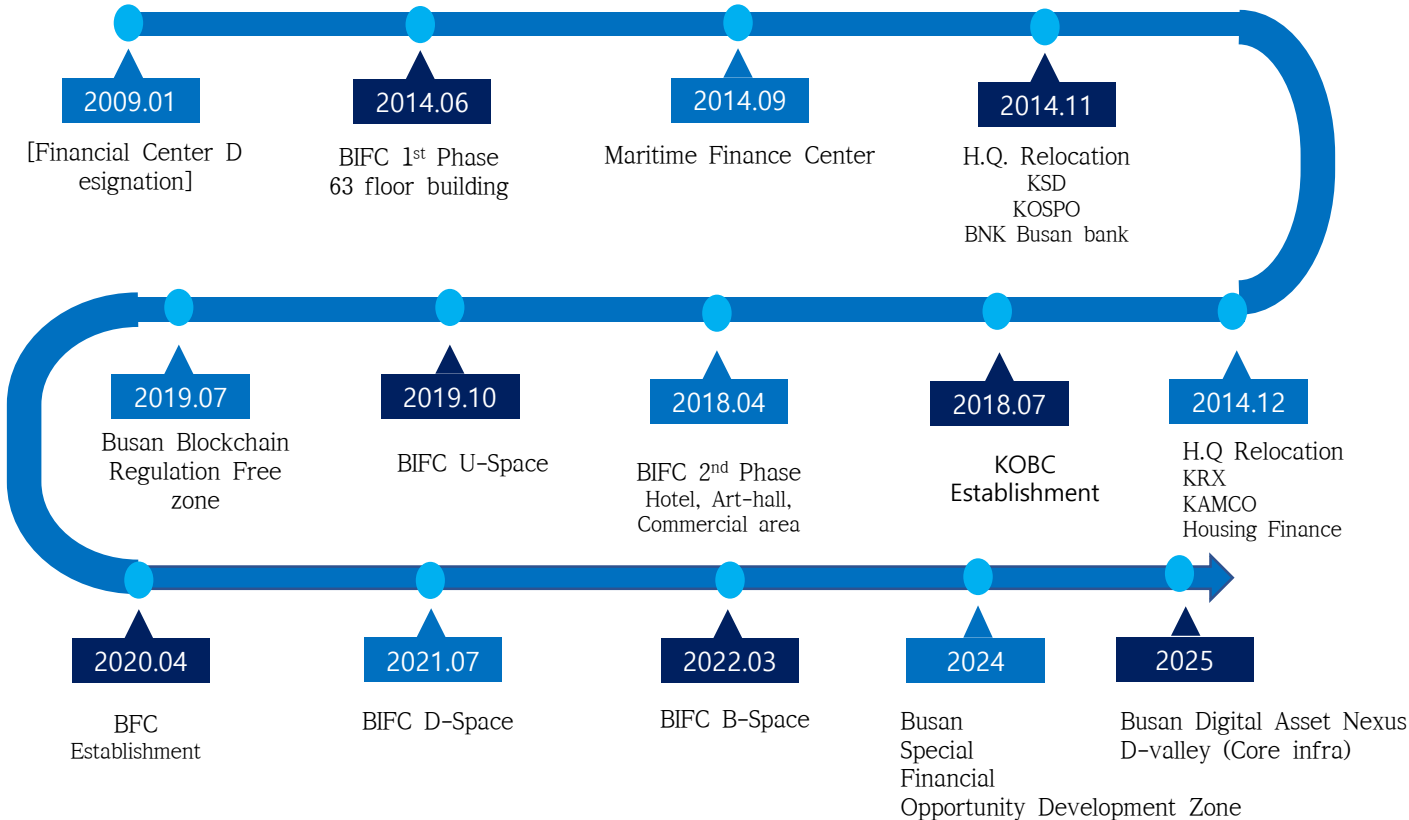 2009.01
[Financial Center D
esignation]
2014.06
BIFC 1st Phase
63 floor building
2014.09
Maritime Finance Center
2014.11
H.Q. Relocation
KSD
KOSPO
BNK Busan bank
2019.07
Busan Blockchain
Regulation Free
zone
2019.10
BIFC U-Space
2018.04
BIFC 2nd Phase
Hotel, Art-hall,
Commercial area
2018.07
KOBC
Establishment
2014.12
H.Q Relocation
KRX
KAMCO
Housing Finance
2020.04
BFC
Establishment
2021.07
BIFC D-Space
2022.03
BIFC B-Space
2024
Busan
Special
Financial
Opportunity Development Zone
2025
Busan Digital Asset Nexus
D-valley (Core infra)